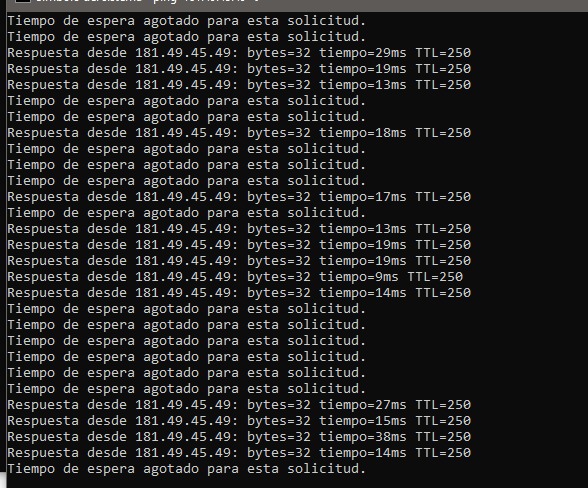 Tiempo de espera agotado para esta solicitud.
Tiempo de espera agotado para esta solicitud.
Respuesta desde 181.49.45.49: bytes=32 tiempo=29ms TTL=250
Respuesta desde 181.49.45.49: bytes=32 tiempo=19ms TTL=250
Respuesta desde 181.49.45.49: bytes=32 tiempo=13ms TTL=250
Tiempo de espera agotado para esta solicitud.
Tiempo de espera agotado para esta solicitud.
Respuesta desde 181.49.45.49: bytes=32 tiempo=18ms TTL=250
Tiempo de espera agotado para esta solicitud.
Tiempo de espera agotado para esta solicitud.
Tiempo de espera agotado para esta solicitud.
Respuesta desde 181.49.45.49: bytes=32 tiempo=17ms TTL=250
Tiempo de espera agotado para esta solicitud.
Respuesta desde 181.49.45.49: bytes=32 tiempo=13ms TTL=250
Respuesta desde 181.49.45.49: bytes=32 tiempo=19ms TTL=250
Respuesta desde 181.49.45.49: bytes=32 tiempo=19ms TTL=250
Respuesta desde 181.49.45.49: bytes=32 tiempo=9ms TTL=250
Respuesta desde 181.49.45.49: bytes=32 tiempo=14ms TTL=250
Tiempo de espera agotado para esta solicitud.
Tiempo de espera agotado para esta solicitud.
Tiempo de espera agotado para esta solicitud.
Tiempo de espera agotado para esta solicitud.
Tiempo de espera agotado para esta solicitud.
Tiempo de espera agotado para esta solicitud.
Respuesta desde 181.49.45.49: bytes=32 tiempo=27ms TTL=250
Respuesta desde 181.49.45.49: bytes=32 tiempo=15ms TTL=250
Respuesta desde 181.49.45.49: bytes=32 tiempo=38ms TTL=250
Respuesta desde 181.49.45.49: bytes=32 tiempo=14ms TTL=250
Tiempo de espera agotado para esta solicitud.